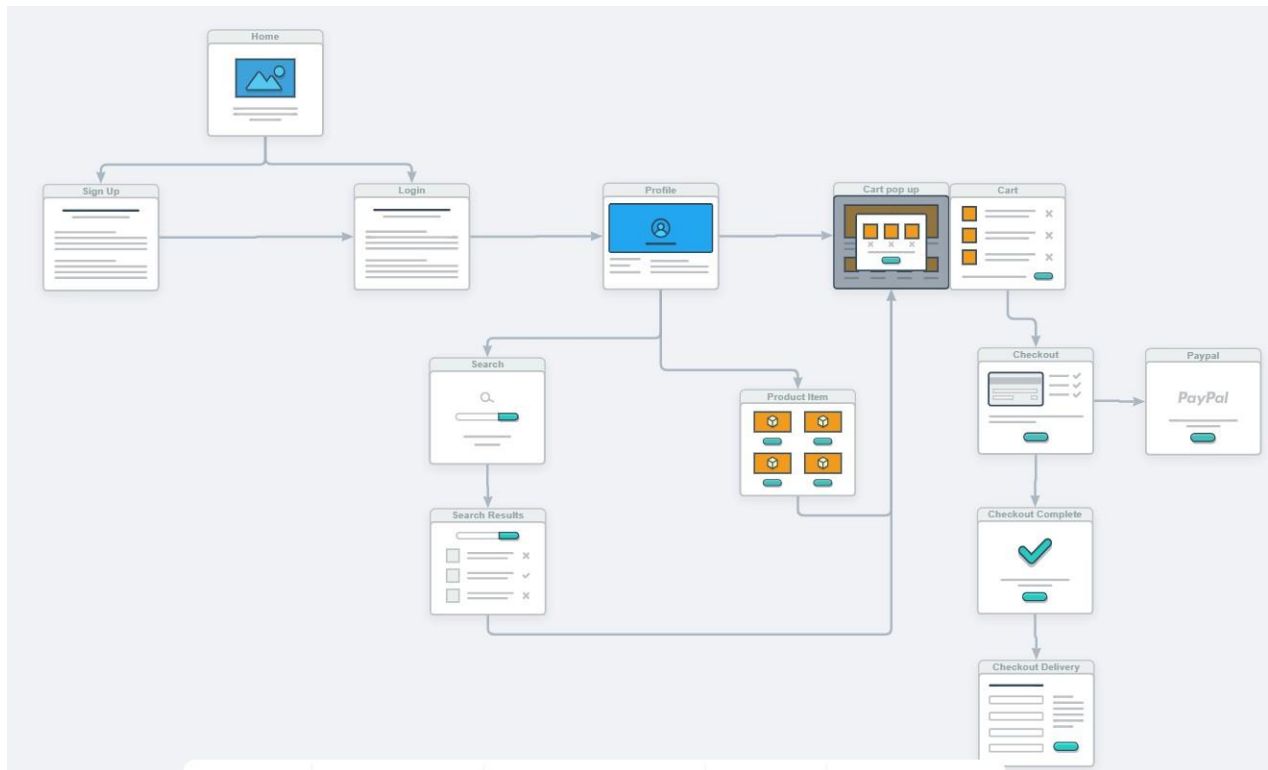 Home
Sign Up
Login
Profile
Cart pop up
Cart
Search
Product Item
Checkout
Paypal
PayPal
Search Results
Checkout Complete
Checkout Delivery